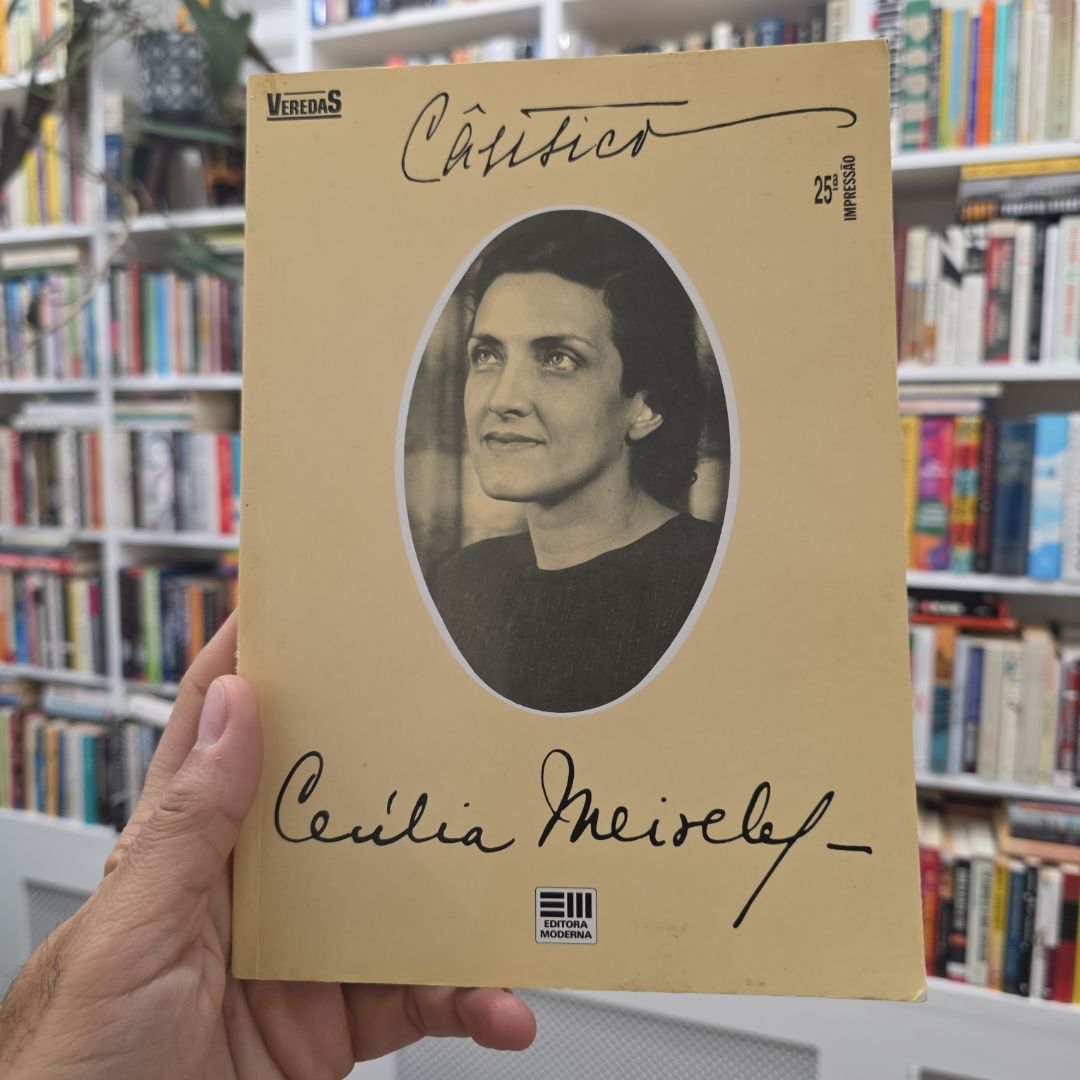 VEREDAS
Cântico
25ª
IMPRESSÃO
Cecília Meireles
EDITORA
MODERNA